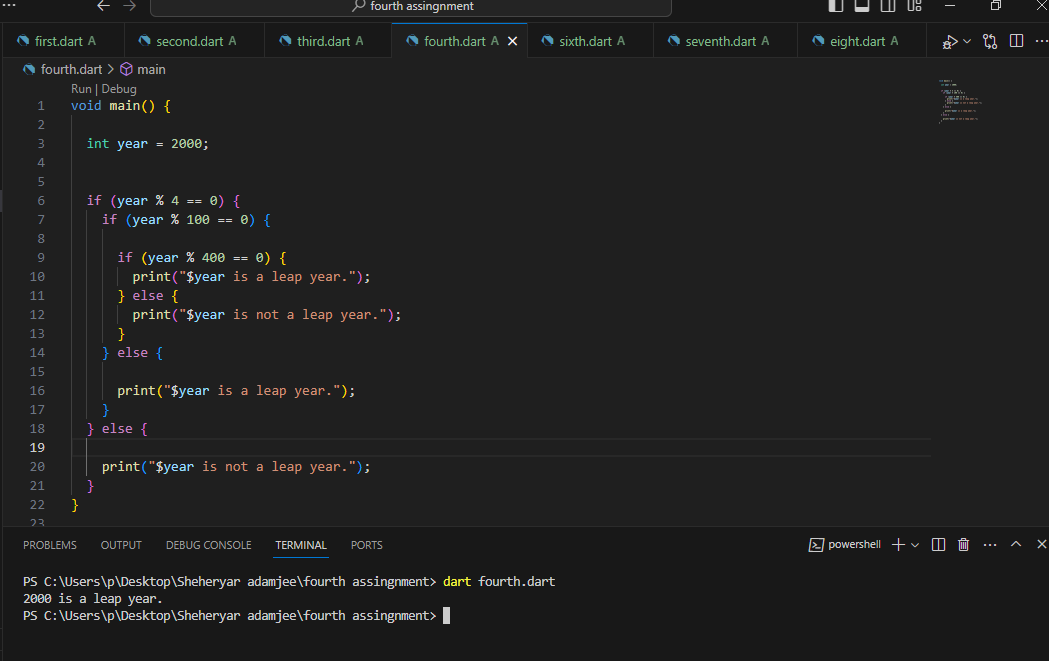 fourth assingnment
first.dart A second.dart A third.dart A fourth.dart A sixth.dart A seventh.dart A eight.dart A
fourth.dart > main
Run | Debug
1 void main() {
2
3 int year = 2000;
4
5
6 if (year % 4 == 0) {
7 if (year % 100 == 0) {
8
9 if (year % 400 == 0) {
10 print("$year is a leap year.");
11 } else {
12 print("$year is not a leap year.");
13 }
14 } else {
15
16 print("$year is a leap year.");
17 }
18 } else {
19
20 print("$year is not a leap year.");
21 }
22 }
23
PROBLEMS OUTPUT DEBUG CONSOLE TERMINAL PORTS powershell
PS C:\Users\p\Desktop\Sheheryar adamjee\fourth assingnment> dart fourth.dart
2000 is a leap year.
PS C:\Users\p\Desktop\Sheheryar adamjee\fourth assingnment>